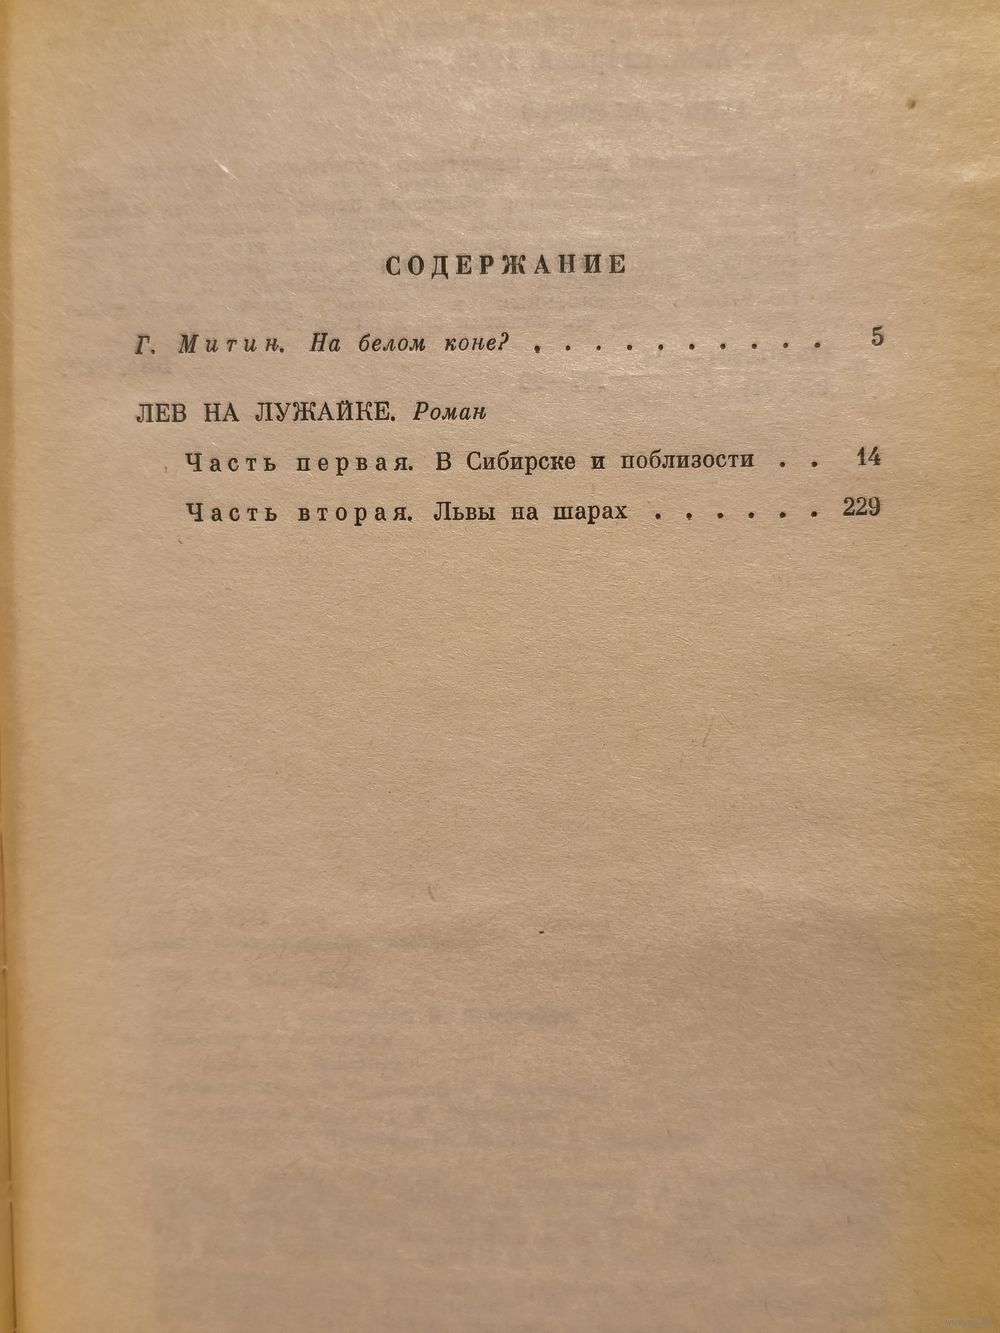 СОДЕРЖАНИЕ
Г. Митин. На белом коне? . . . . . . . . . . 5
ЛЕВ НА ЛУЖАЙКЕ. Роман
Часть первая. В Сибирске и поблизости . . 14
Часть вторая. Львы на шарах . . . . . . 229